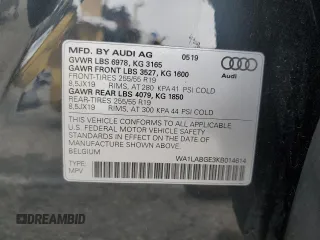 MFD. BY AUDI AG 0519
GVWR LBS 6978, KG 3165
GAWR FRONT LBS 3527, KG 1600
FRONT-TIRES 255/55 R19
8.5JX19 RIMS, AT 280 KPA 41 PSI COLD
GAWR REAR LBS 4079, KG 1850
REAR-TIRES 255/55 R19
8.5JX19 RIMS, AT 300 KPA 44 PSI COLD
Audi
THIS VEHICLE CONFORMS TO ALL APPLICABLE
U.S. FEDERAL MOTOR VEHICLE SAFETY STANDARDS
IN EFFECT ON THE DATE OF
MANUFACTURE SHOWN ABOVE.
BELGIUM
TYPE: WA1LABGE3KB014614
MPV
DREAMBID
DREAMBID.COM